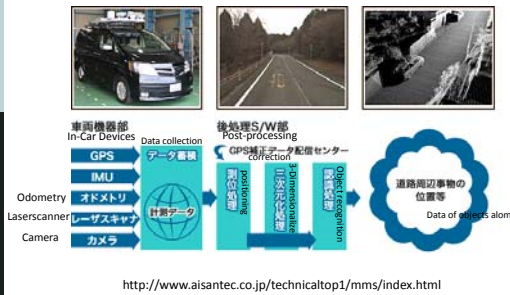 車両機器部
In-Car Devices
Data collection
後処理S/W部
Post-processing
GPS補正データ配信センター
correction
GPS
IMU
オドメトリ
レーザスキャナ
カメラ
Odometry
Laserscanner
Camera
データ蓄積
計測データ
測位処理
positioning
三次元化処理
3-Dimensionalize
認識処理
Object recognition
道路周辺事物の
位置等
Data of objects alom
http://www.aisantec.co.jp/technicaltop1/mms/index.html